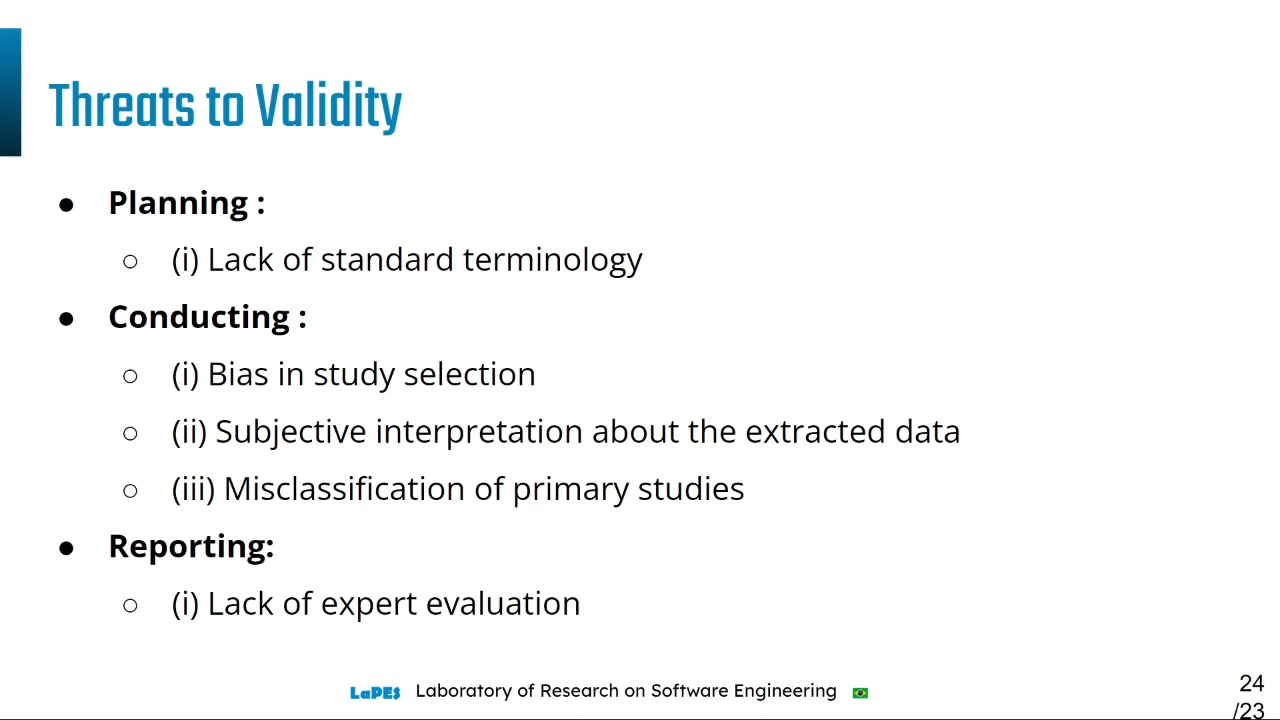 Threats to Validity
● Planning :
○ (i) Lack of standard terminology
● Conducting :
○ (i) Bias in study selection
○ (ii) Subjective interpretation about the extracted data
○ (iii) Misclassification of primary studies
● Reporting:
○ (i) Lack of expert evaluation
LaPES Laboratory of Research on Software Engineering
24
/23